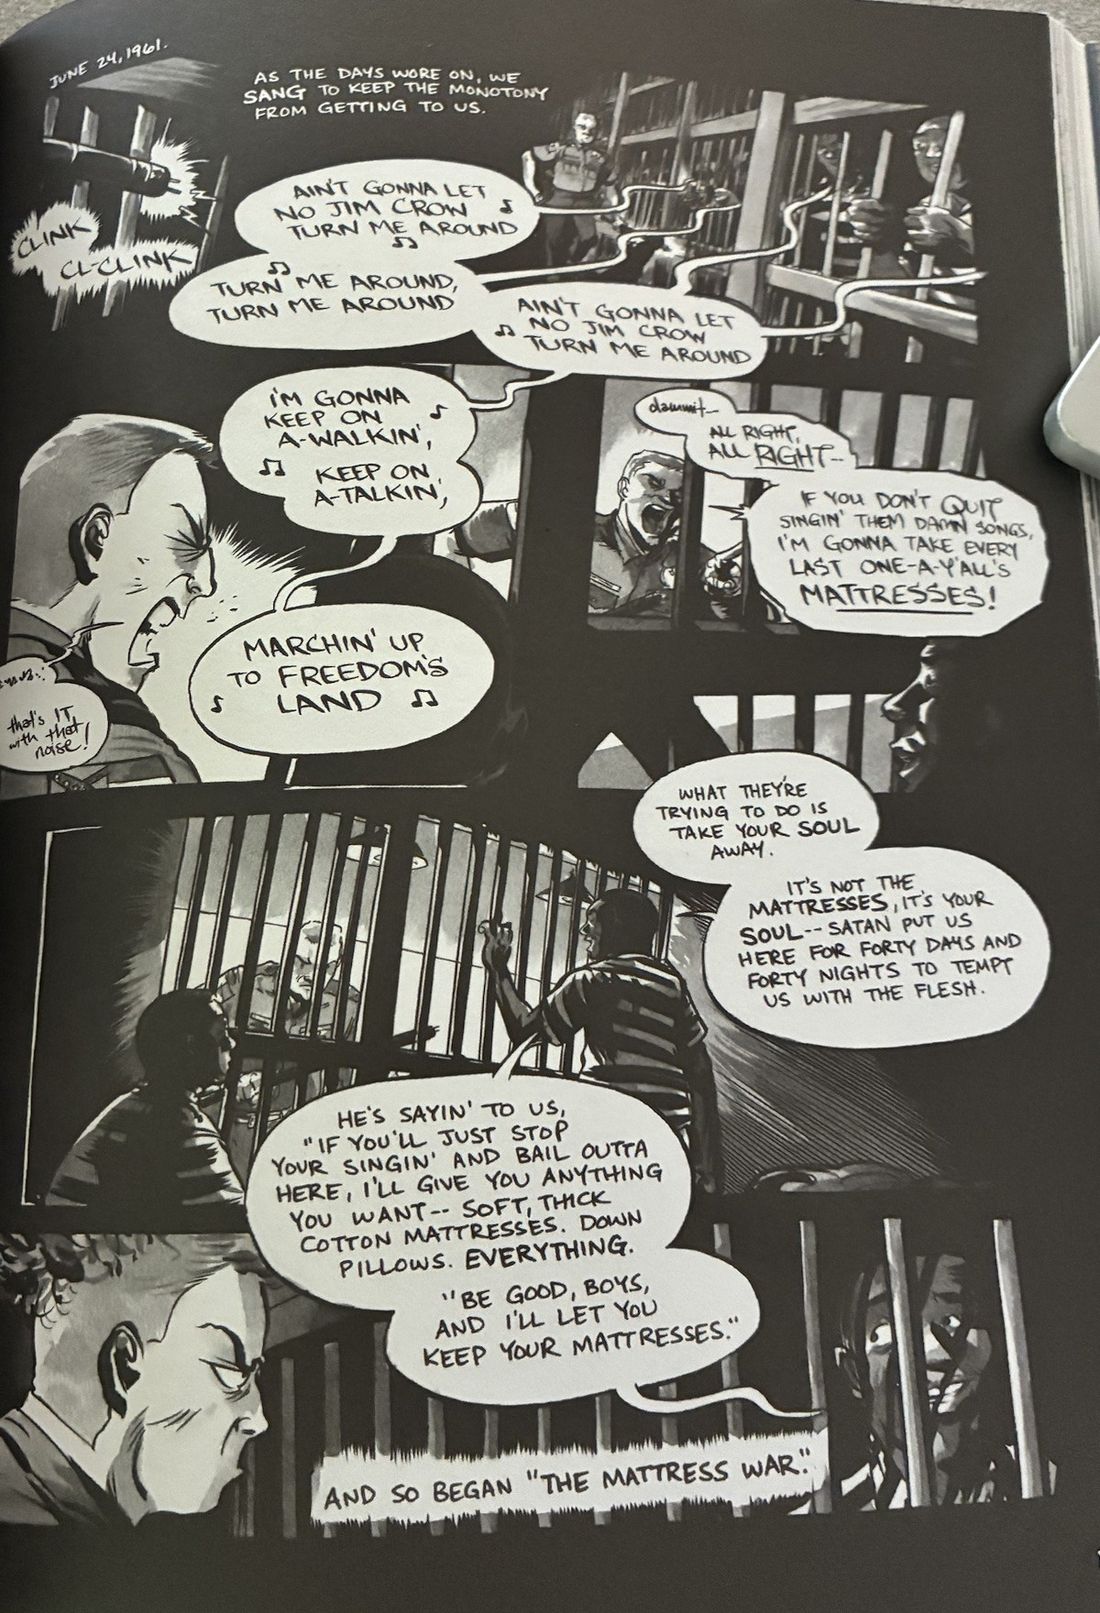 JUNE 24, 1961.
AS THE DAYS WORE ON, WE
SANG TO KEEP THE MONOTONY
FROM GETTING TO US.
CLINK
CL-CLINK
AIN'T GONNA LET
NO JIM CROW
TURN ME AROUND
TURN ME AROUND,
TURN ME AROUND
AIN'T GONNA LET
NO JIM CROW
TURN ME AROUND
I'M GONNA
KEEP ON
A-WALKIN',
KEEP ON
A-TALKIN',
that's IT
with that
noise!
MARCHIN' UP
TO FREEDOM'S
LAND
dammit--
ALL RIGHT,
ALL RIGHT--
IF YOU DON'T QUIT
SINGIN' THEM DAMN SONGS,
I'M GONNA TAKE EVERY
LAST ONE-A-Y'ALL'S
MATTRESSES!
WHAT THEY'RE
TRYING TO DO IS
TAKE YOUR SOUL
AWAY.
IT'S NOT THE
MATTRESSES, IT'S YOUR
SOUL-- SATAN PUT US
HERE FOR FORTY DAYS AND
FORTY NIGHTS TO TEMPT
US WITH THE FLESH.
HE'S SAYIN' TO US,
"IF YOU'LL JUST STOP
YOUR SINGIN' AND BAIL OUTTA
HERE, I'LL GIVE YOU ANYTHING
YOU WANT-- SOFT, THICK
COTTON MATTRESSES. DOWN
PILLOWS. EVERYTHING.
"BE GOOD, BOYS,
AND I'LL LET YOU
KEEP YOUR MATTRESSES."
AND SO BEGAN "THE MATTRESS WAR."